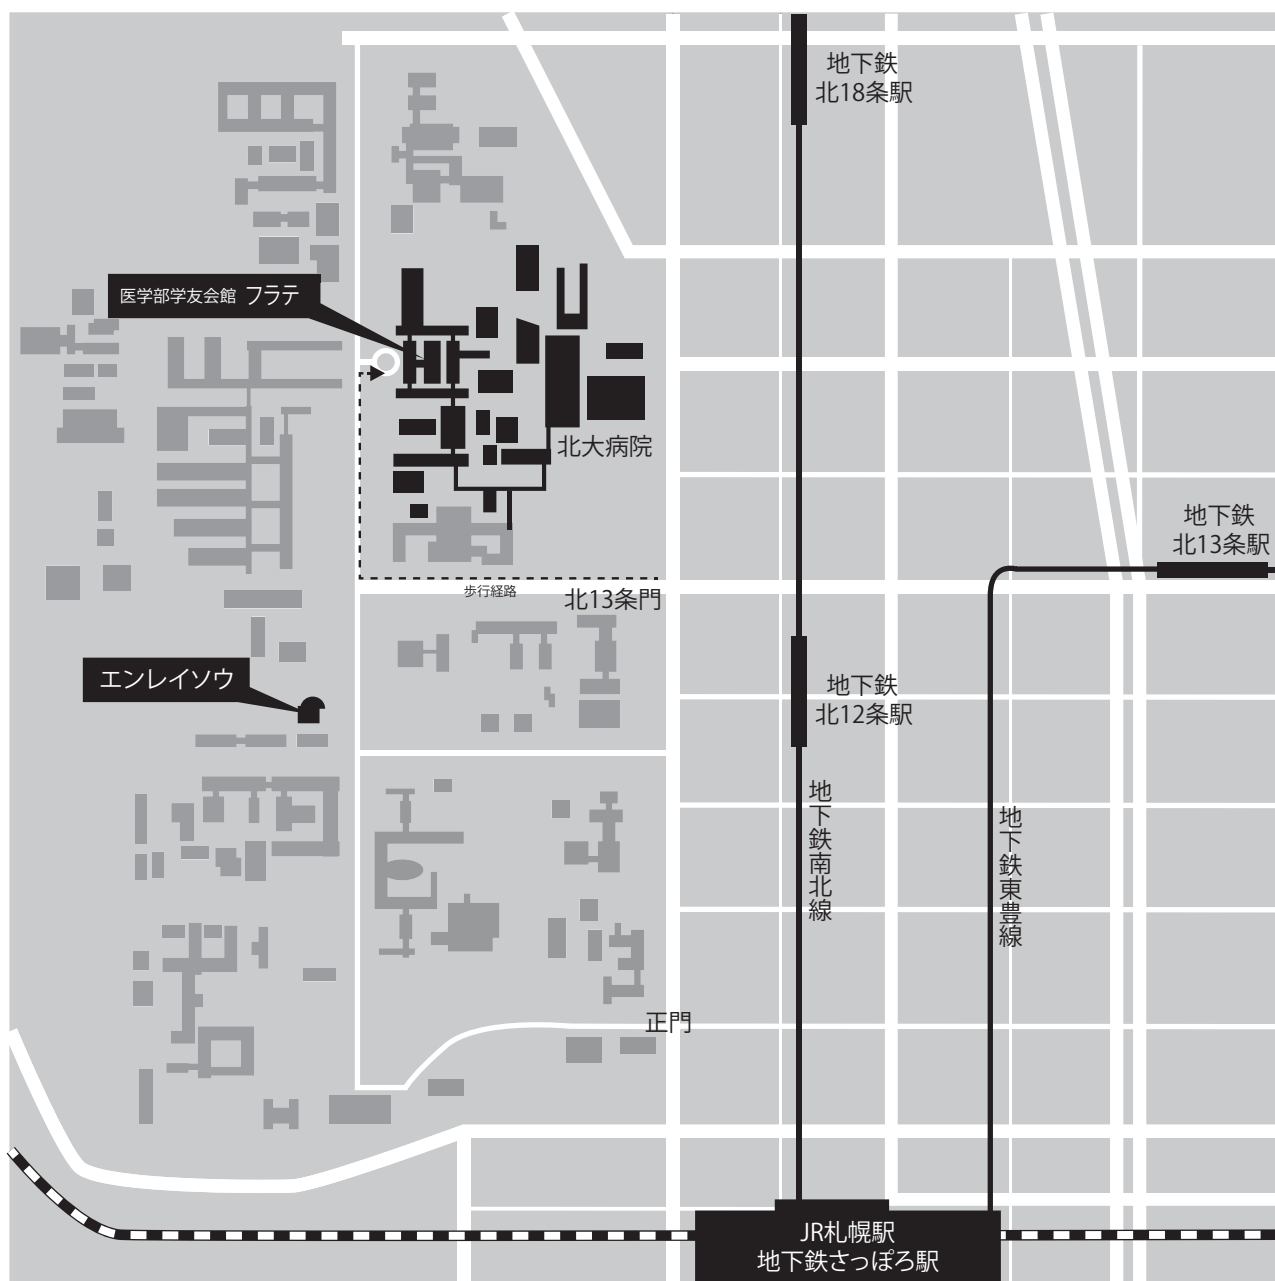 地下鉄
北18条駅
医学部学友会館 フラテ
北大病院
地下鉄
北13条駅
歩行経路
北13条門
エンレイソウ
地下鉄
北12条駅
地下鉄南北線
地下鉄東豊線
正門
JR札幌駅
地下鉄さっぽろ駅